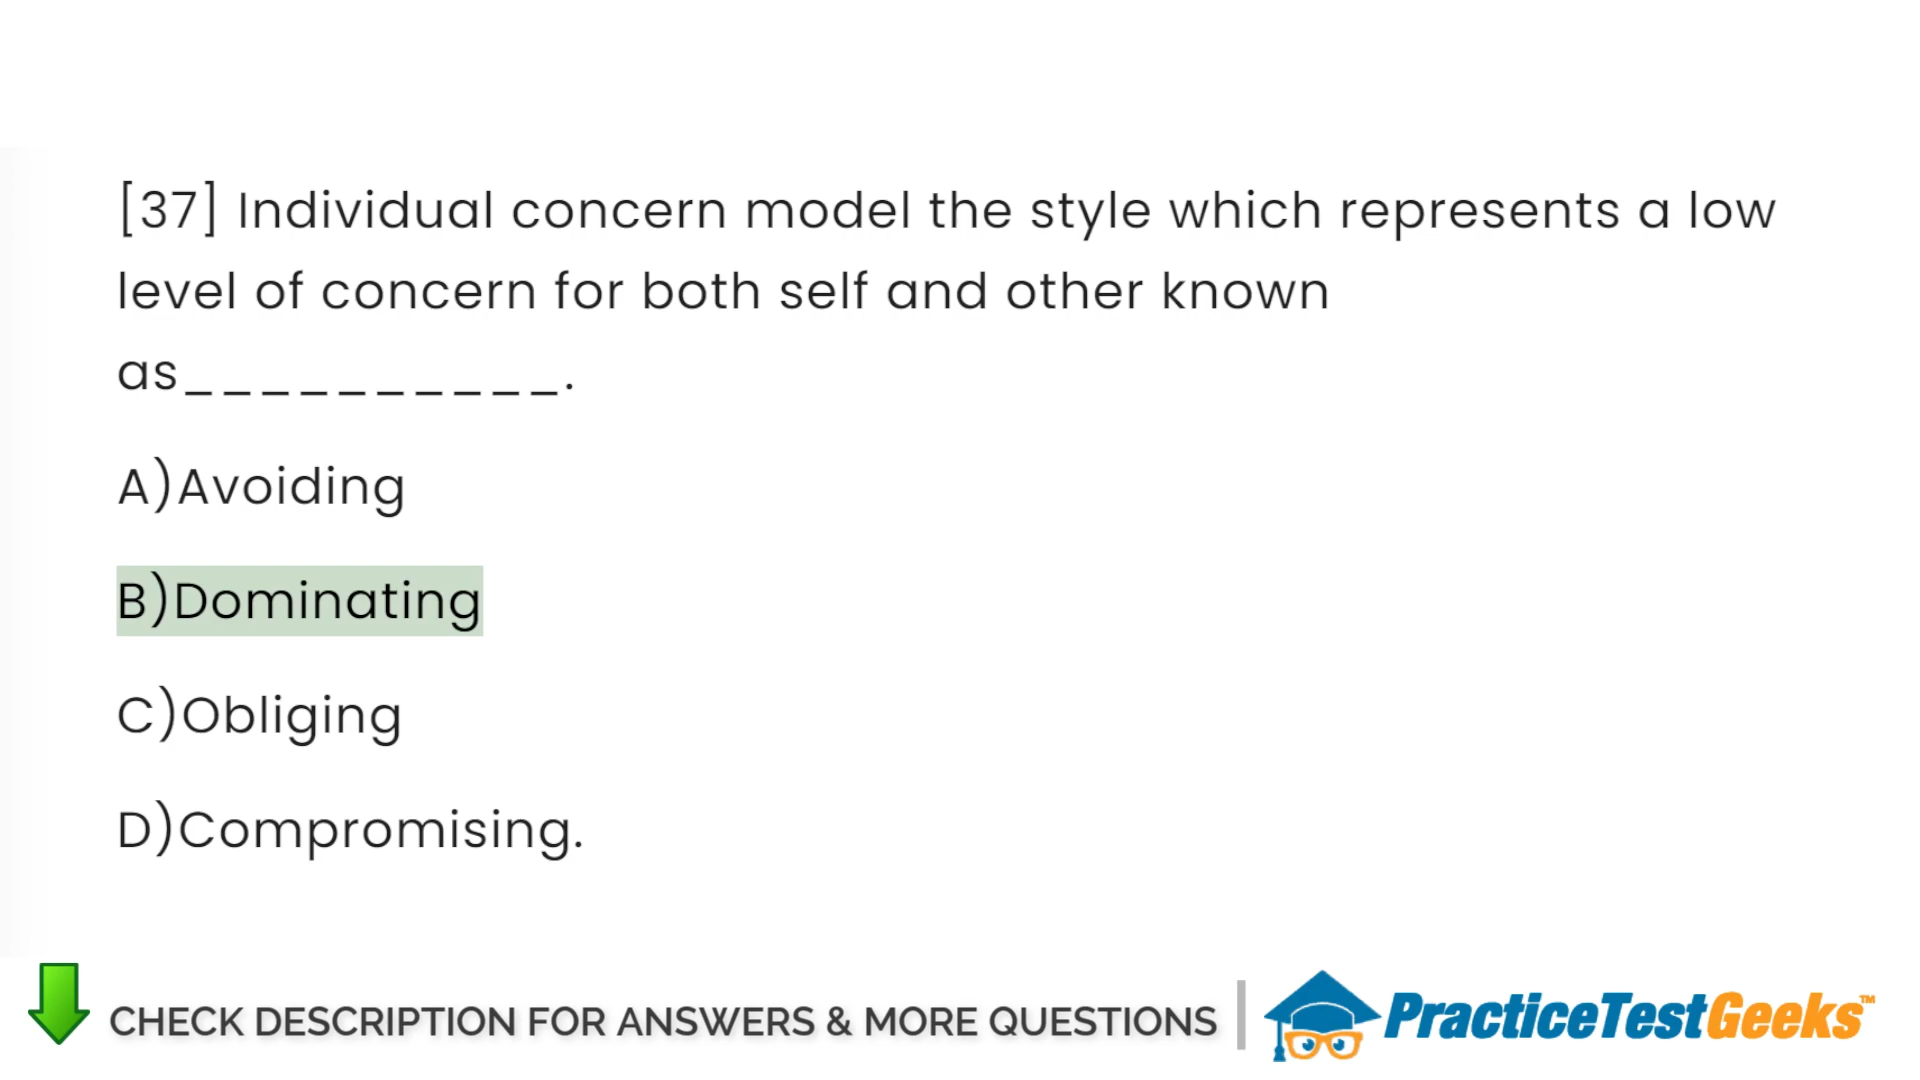 [37] Individual concern model the style which represents a low
level of concern for both self and other known
as__________.
A)Avoiding
B)Dominating
C)Obliging
D)Compromising.
CHECK DESCRIPTION FOR ANSWERS & MORE QUESTIONS
PracticeTestGeeks™